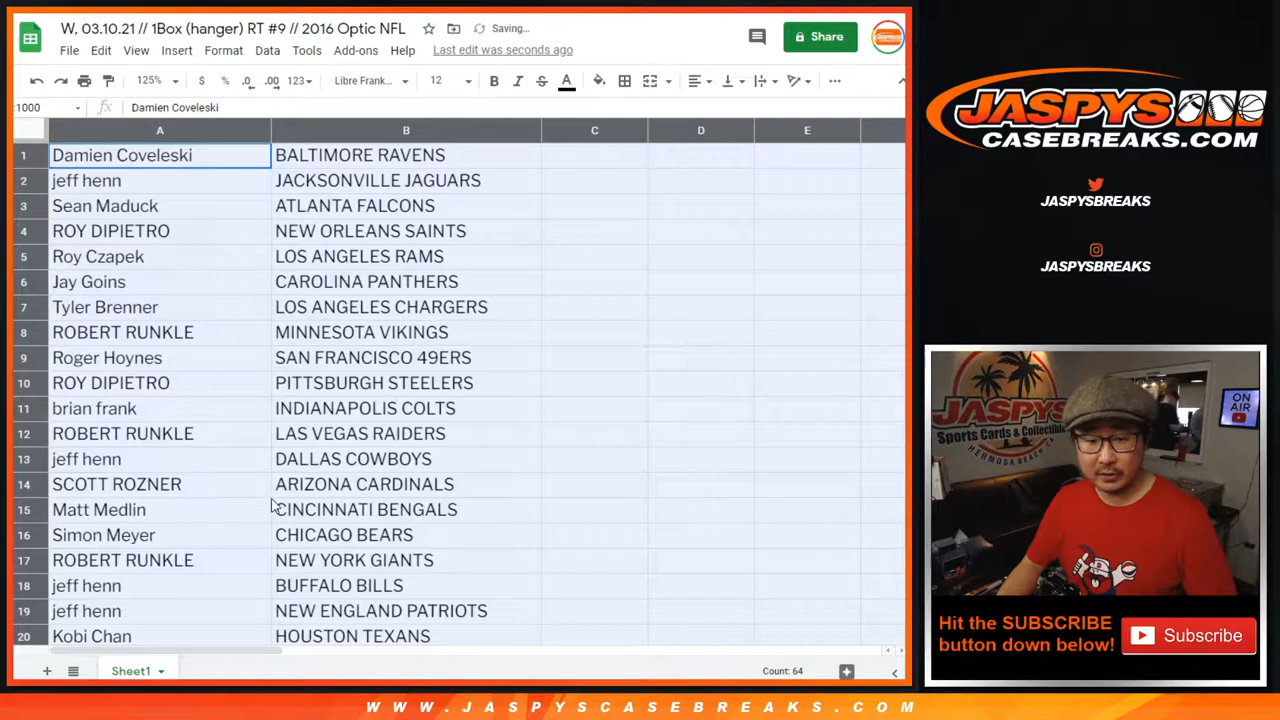 W, 03.10.21 // 1Box (hanger) RT #9 // 2016 Optic NFL
Saving...
File Edit View Insert Format Data Tools Add-ons Help Last edit was seconds ago
Share
125% $ % .0 .00 123 Libre Frank... 12 B I S A
:1000 fx Damien Coveleski
A B C D E
1 Damien Coveleski BALTIMORE RAVENS
2 jeff henn JACKSONVILLE JAGUARS
3 Sean Maduck ATLANTA FALCONS
4 ROY DIPIETRO NEW ORLEANS SAINTS
5 Roy Czapek LOS ANGELES RAMS
6 Jay Goins CAROLINA PANTHERS
7 Tyler Brenner LOS ANGELES CHARGERS
8 ROBERT RUNKLE MINNESOTA VIKINGS
9 Roger Hoynes SAN FRANCISCO 49ERS
10 ROY DIPIETRO PITTSBURGH STEELERS
11 brian frank INDIANAPOLIS COLTS
12 ROBERT RUNKLE LAS VEGAS RAIDERS
13 jeff henn DALLAS COWBOYS
14 SCOTT ROZNER ARIZONA CARDINALS
15 Matt Medlin CINCINNATI BENGALS
16 Simon Meyer CHICAGO BEARS
17 ROBERT RUNKLE NEW YORK GIANTS
18 jeff henn BUFFALO BILLS
19 jeff henn NEW ENGLAND PATRIOTS
20 Kobi Chan HOUSTON TEXANS
Sheet1
Count: 64
JASPYS
CASEBREAKS.COM
JASPYSBREAKS
JASPYSBREAKS
JASPYS
Sports Cards & Collectibles
HERMOSA BEACH CA
ON
AIR
Hit the SUBSCRIBE
button down below!
Subscribe
WWW.JASPYSCASEBREAKS.COM